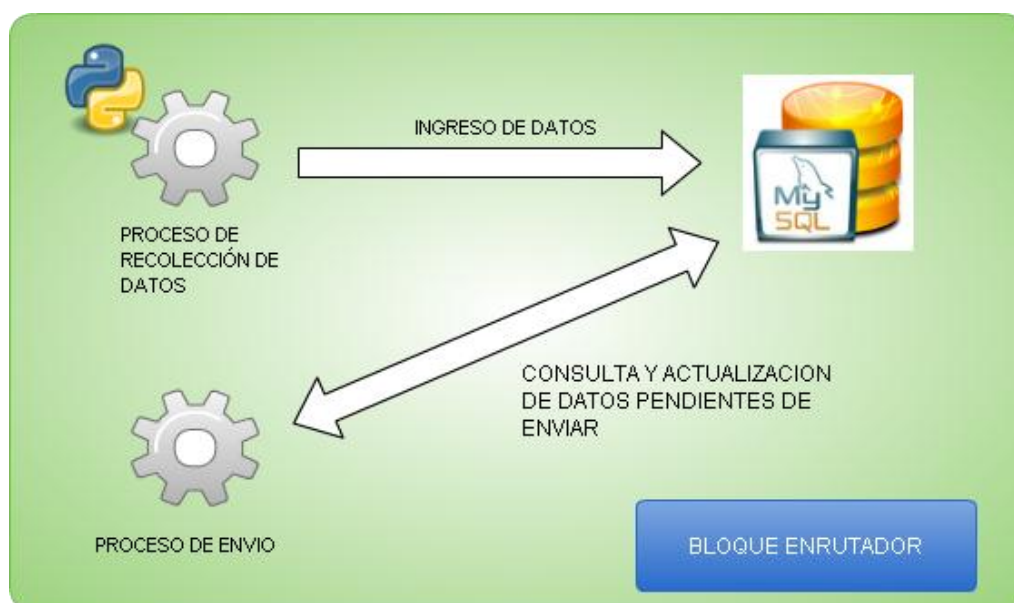 INGRESO DE DATOS
My
SQL
PROCESO DE
RECOLECCIÓN DE
DATOS
CONSULTA Y ACTUALIZACION
DE DATOS PENDIENTES DE
ENVIAR
PROCESO DE ENVIO
BLOQUE ENRUTADOR